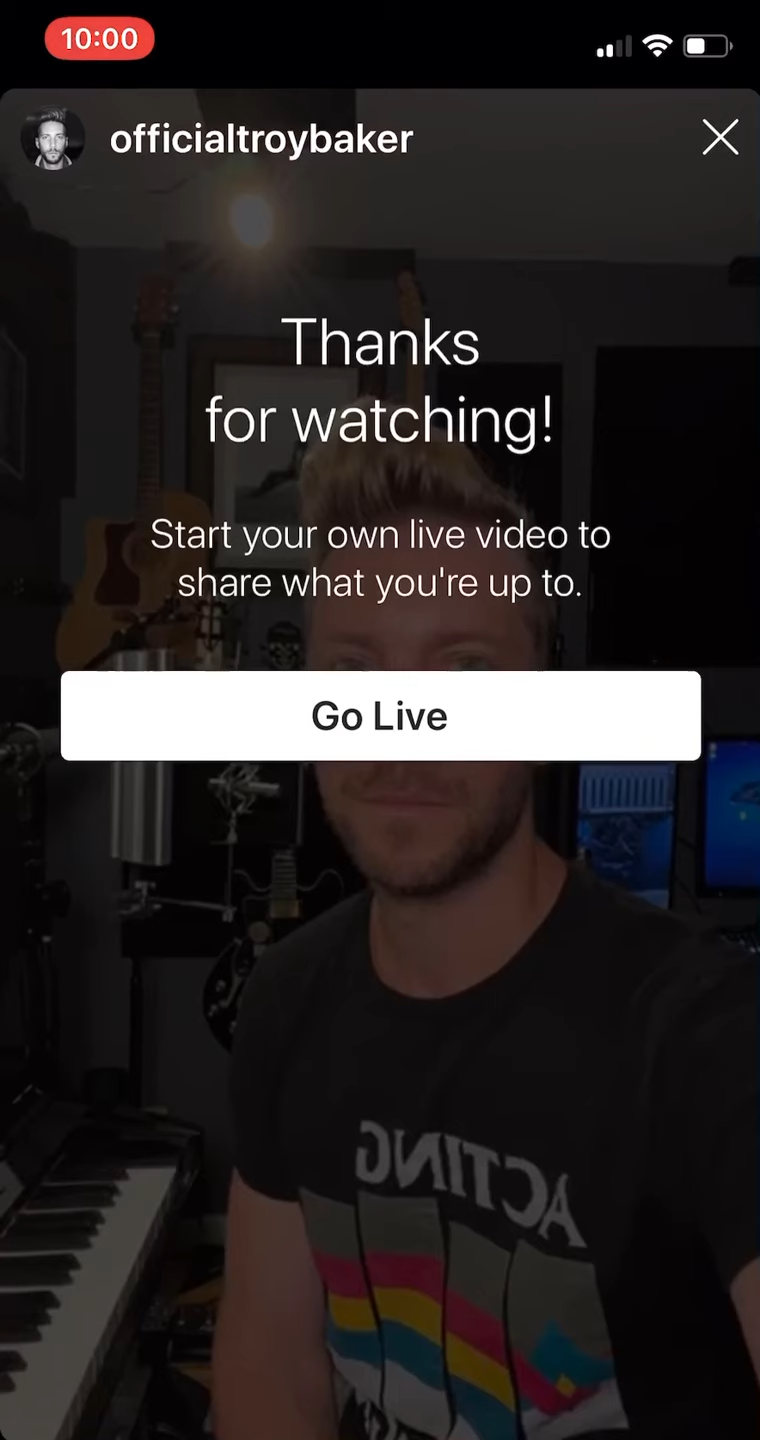 10:00
officialtroybaker
Thanks
for watching!
Start your own live video to
share what you're up to.
Go Live
ACTING